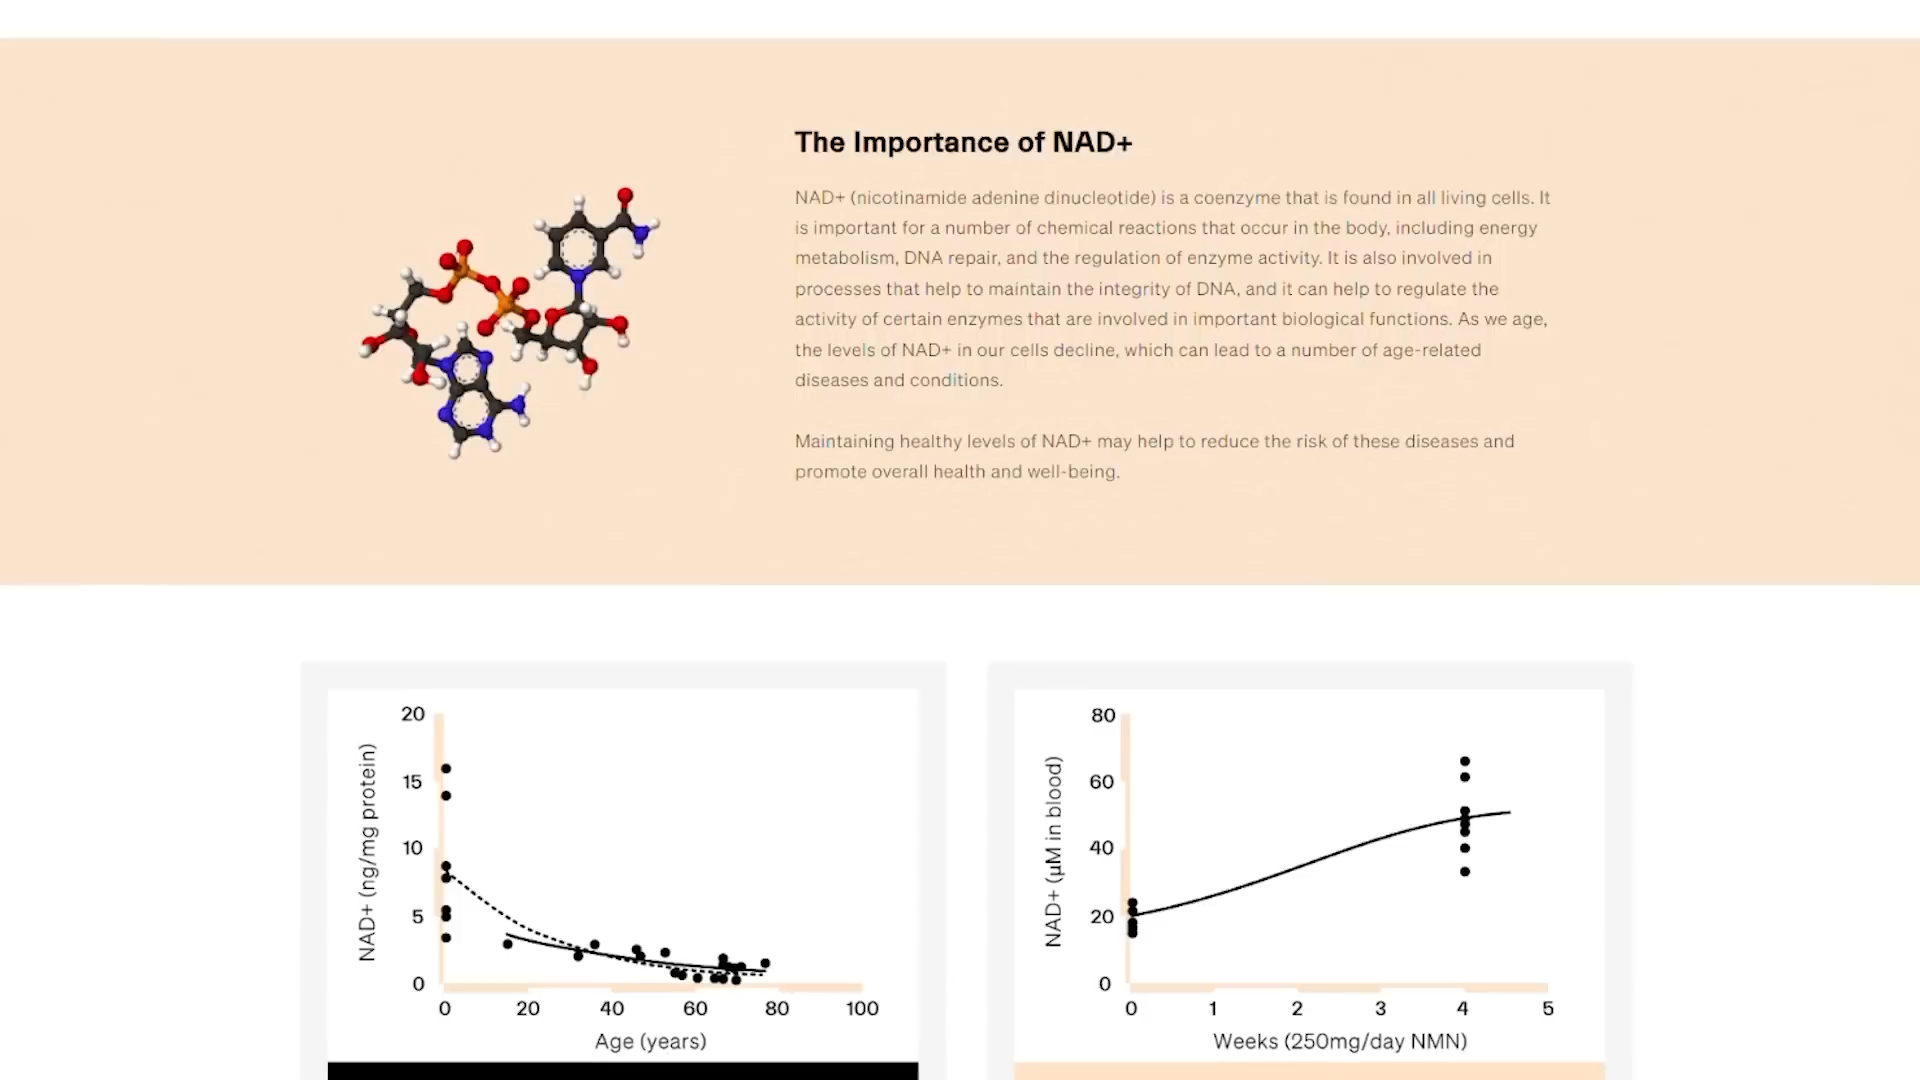 The Importance of NAD+
NAD+ (nicotinamide adenine dinucleotide) is a coenzyme that is found in all living cells. It
is important for a number of chemical reactions that occur in the body, including energy
metabolism, DNA repair, and the regulation of enzyme activity. It is also involved in
processes that help to maintain the integrity of DNA, and it can help to regulate the
activity of certain enzymes that are involved in important biological functions. As we age,
the levels of NAD+ in our cells decline, which can lead to a number of age-related
diseases and conditions.
Maintaining healthy levels of NAD+ may help to reduce the risk of these diseases and
promote overall health and well-being.
NAD+ (ng/mg protein)
20
15
10
5
0
0 20 40 60 80 100
Age (years)
NAD+ (μM in blood)
80
60
40
20
0
0 1 2 3 4 5
Weeks (250mg/day NMN)